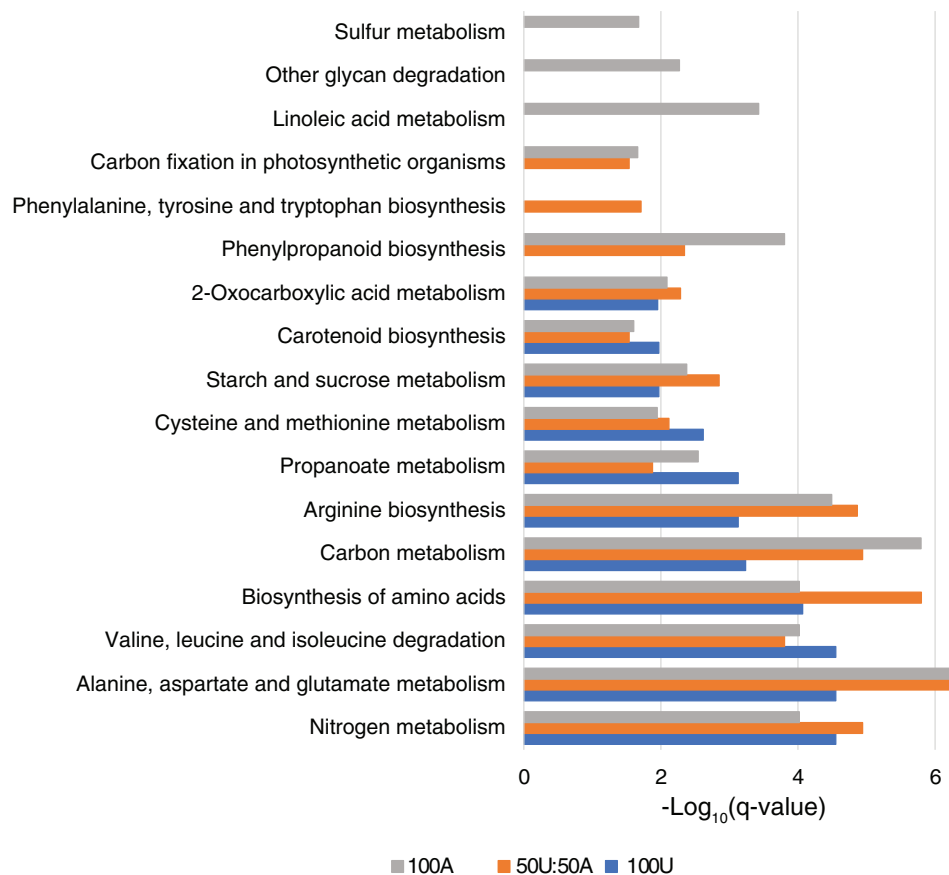 Sulfur metabolism
Other glycan degradation
Linoleic acid metabolism
Carbon fixation in photosynthetic organisms
Phenylalanine, tyrosine and tryptophan biosynthesis
Phenylpropanoid biosynthesis
2-Oxocarboxylic acid metabolism
Carotenoid biosynthesis
Starch and sucrose metabolism
Cysteine and methionine metabolism
Propanoate metabolism
Arginine biosynthesis
Carbon metabolism
Biosynthesis of amino acids
Valine, leucine and isoleucine degradation
Alanine, aspartate and glutamate metabolism
Nitrogen metabolism
0 2 4 6
-Log₁₀(q-value)
100A 50U:50A 100U